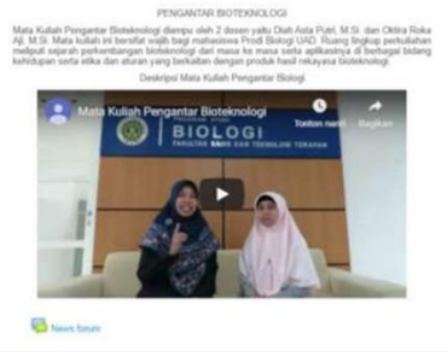 PENGANTAR BIOTEKNOLOGI
Mata Kuliah Pengantar Bioteknologi diampu oleh 2 dosen yaitu Diah Asta Putri, M.Si. dan Oktira Roka
Aji, M.Si. Mata kuliah ini bersifat wajib bagi mahasiswa Prodi Biologi UAD. Ruang lingkup perkuliahan
meliputi sejarah perkembangan bioteknologi dari masa ke masa serta aplikasinya di berbagai bidang
kehidupan serta etika dan aturan yang berkaitan dengan produk hasil rekayasa bioteknologi.
Deskripsi Mata Kuliah Pengantar Biologi
Mata Kuliah Pengantar Bioteknologi
Tonton nanti
Bagikan
PROGRAM STUDI
BIOLOGI
FAKULTAS SAINS DAN TEKNOLOGI TERAPAN
News forum